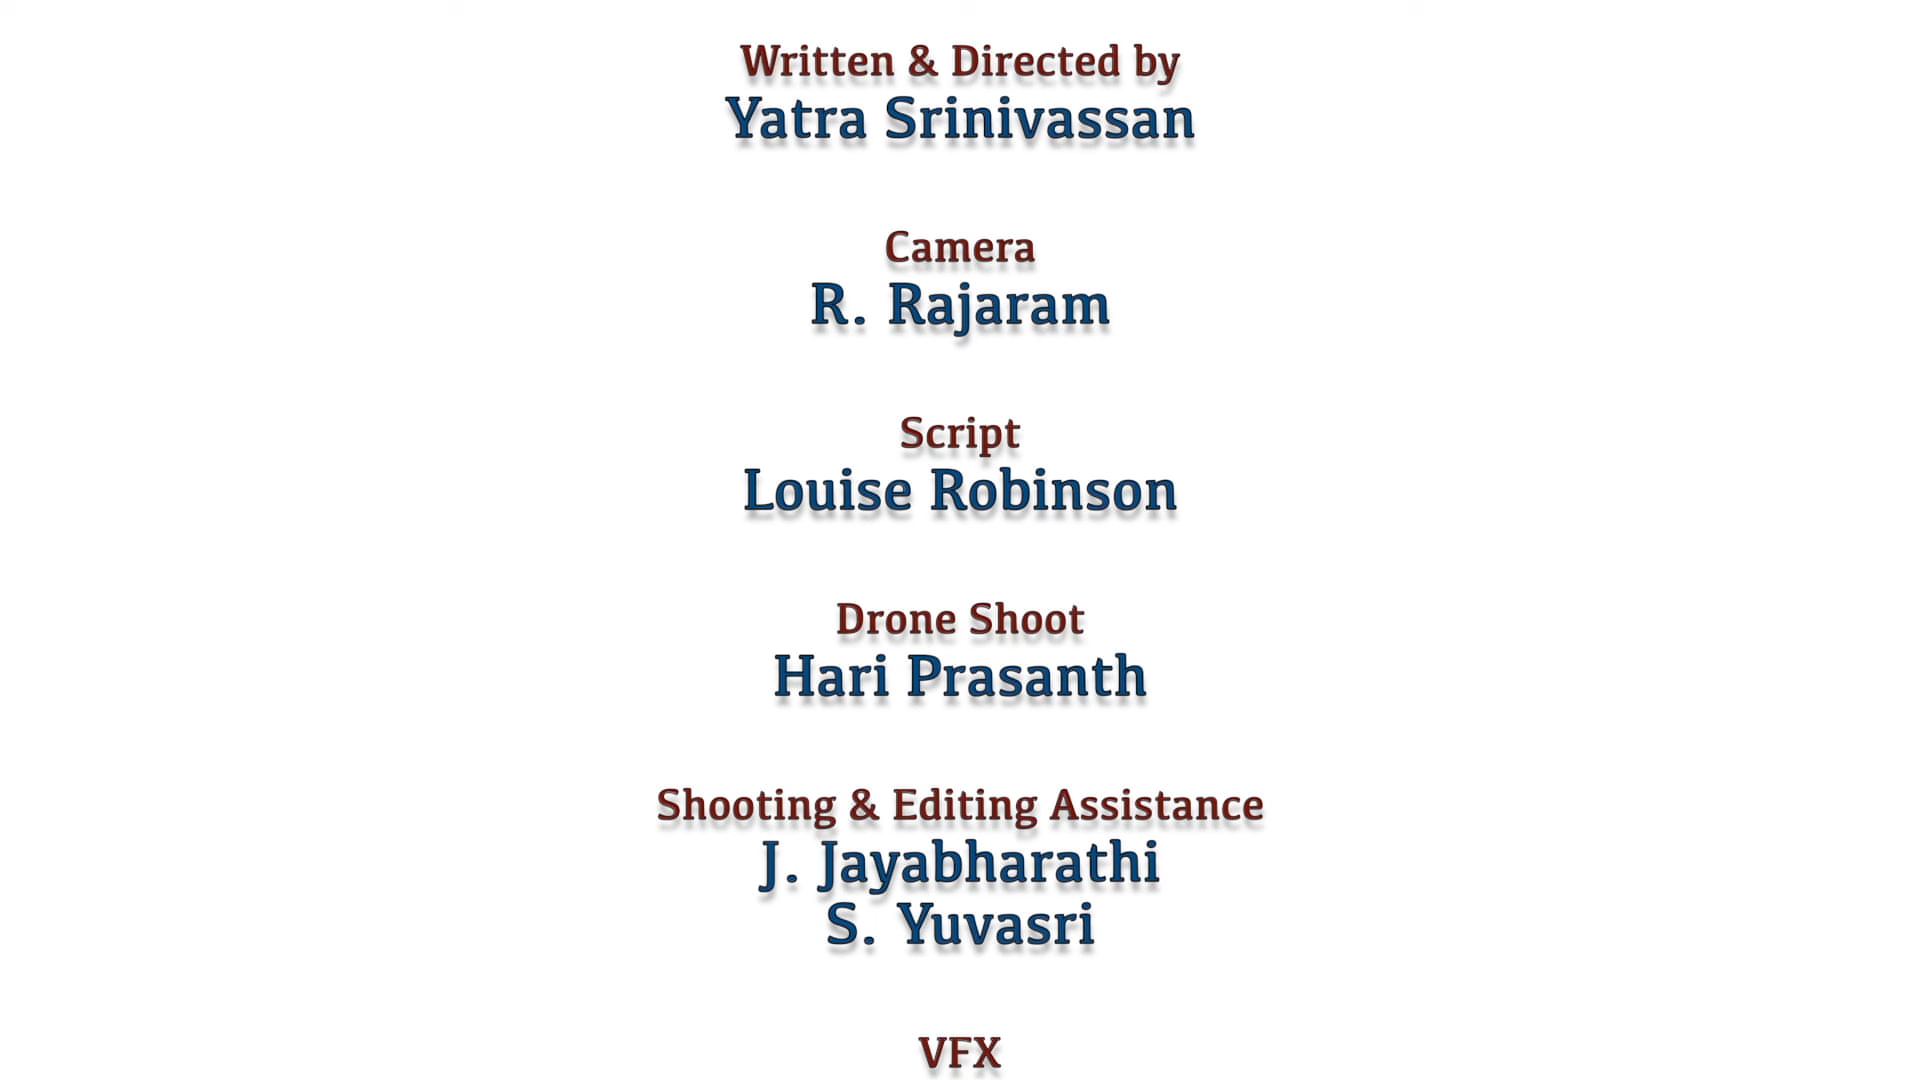 Written & Directed by
Yatra Srinivassan
Camera
R. Rajaram
Script
Louise Robinson
Drone Shoot
Hari Prasanth
Shooting & Editing Assistance
J. Jayabharathi
S. Yuvasri
VFX